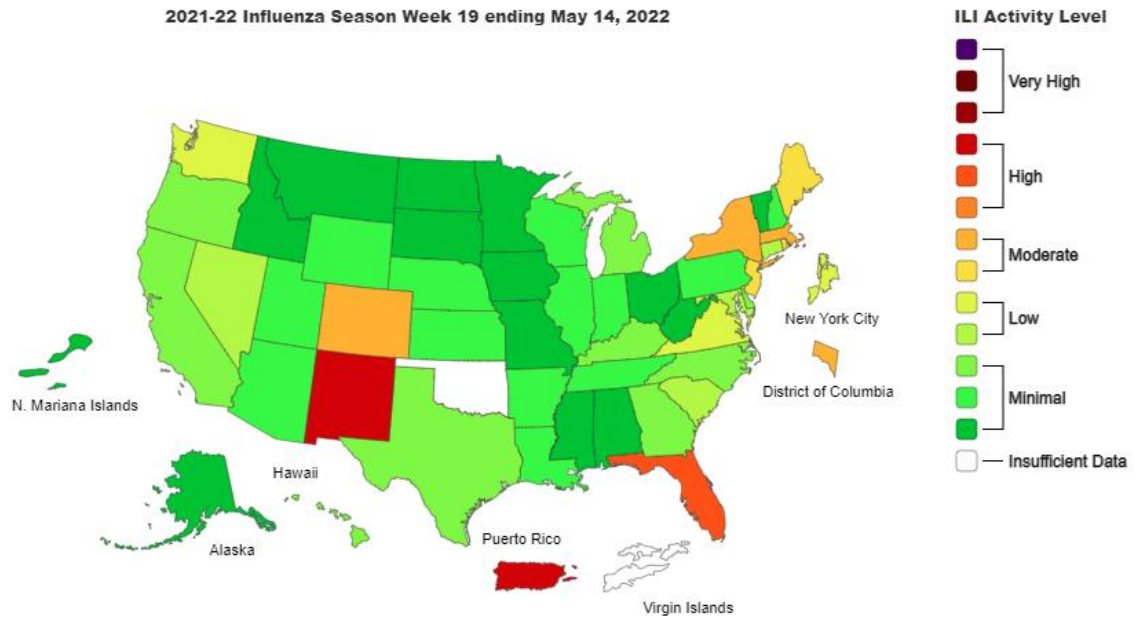 2021-22 Influenza Season Week 19 ending May 14, 2022
ILI Activity Level
Very High
High
Moderate
Low
Minimal
Insufficient Data
New York City
District of Columbia
N. Mariana Islands
Hawaii
Alaska
Puerto Rico
Virgin Islands